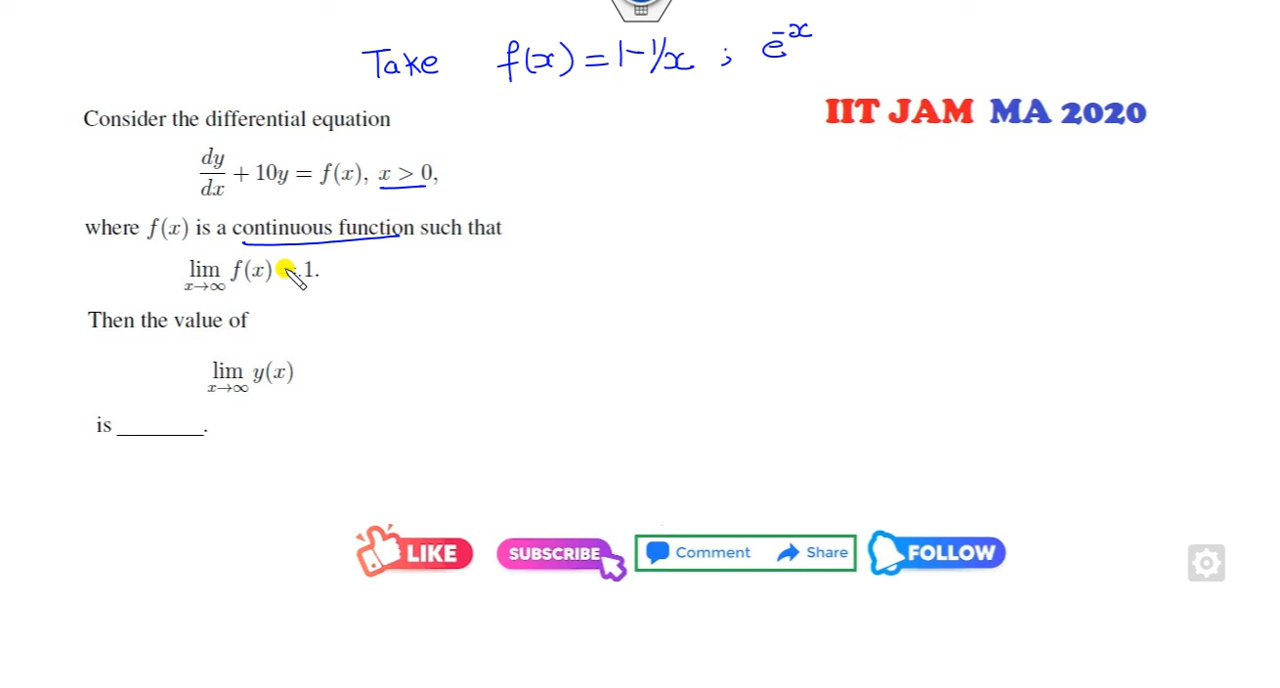 Take f(x) = 1 - 1/x ; e^{-x}
IIT JAM MA 2020
Consider the differential equation
dy/dx + 10y = f(x), x > 0,
where f(x) is a continuous function such that
lim_{x→∞} f(x) 1.
Then the value of
lim_{x→∞} y(x)
is ________.
LIKE SUBSCRIBE Comment Share FOLLOW